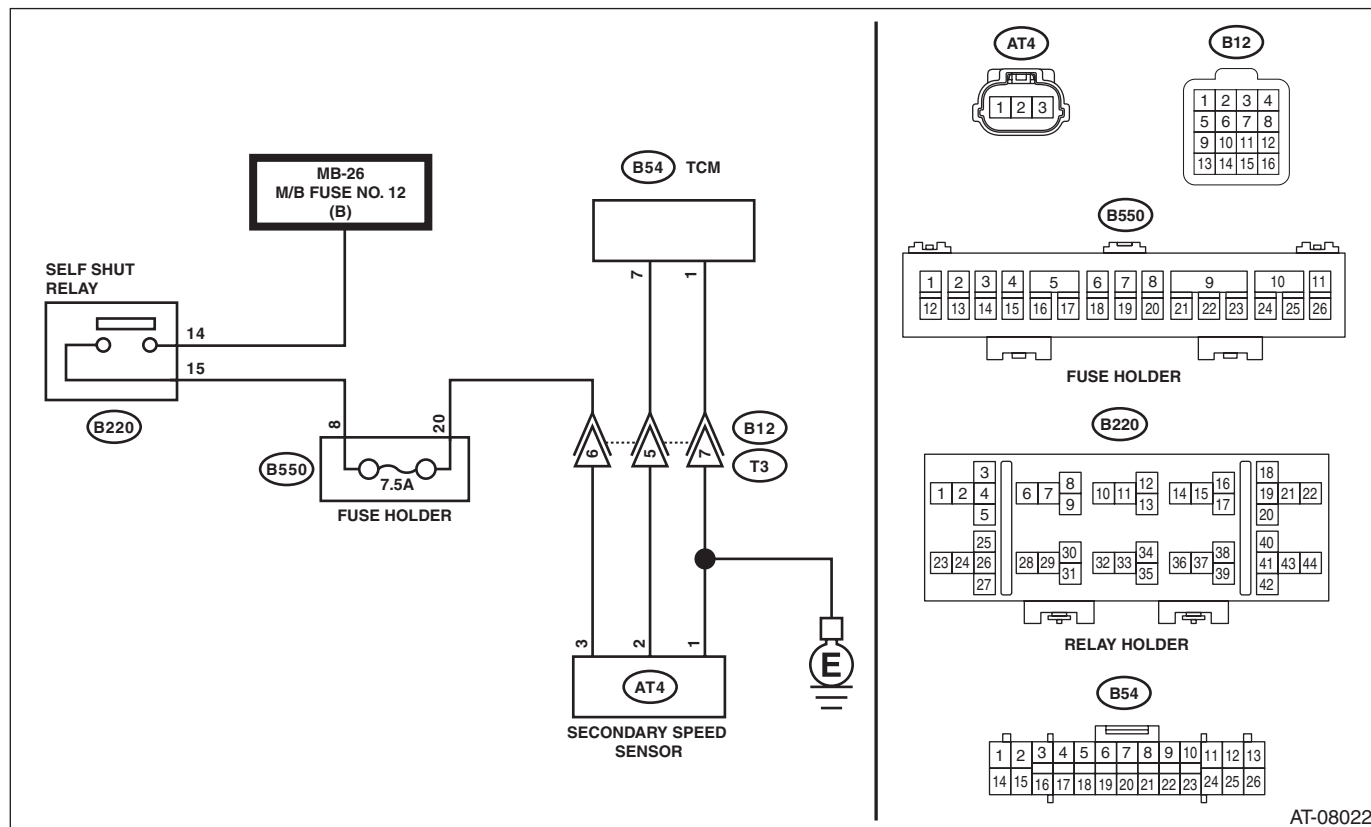 MB-26
M/B FUSE NO. 12
(B)
SELF SHUT
RELAY
14
15
B220
8
20
B550
7.5A
FUSE HOLDER
B54 TCM
7 1
6 5 7
B12
T3
3 2 1
AT4
SECONDARY SPEED
SENSOR
E
AT4
1 2 3
B12
1 2 3 4
5 6 7 8
9 10 11 12
13 14 15 16
B550
1 2 3 4 5 6 7 8 9 10 11
12 13 14 15 16 17 18 19 20 21 22 23 24 25 26
FUSE HOLDER
B220
3 8 12 16 18
1 2 4 6 7 10 11 14 15 19 21 22
5 9 13 17 20
25 30 34 38 40
23 24 26 28 29 32 33 36 37 41 43 44
27 31 35 39 42
RELAY HOLDER
B54
1 2 3 4 5 6 7 8 9 10 11 12 13
14 15 16 17 18 19 20 21 22 23 24 25 26
AT-08022